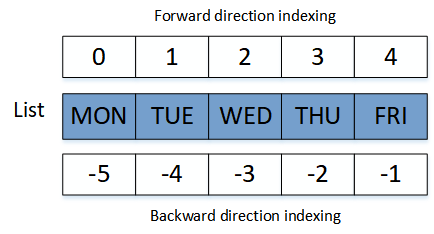 Forward direction indexing
0 1 2 3 4
List MON TUE WED THU FRI
-5 -4 -3 -2 -1
Backward direction indexing